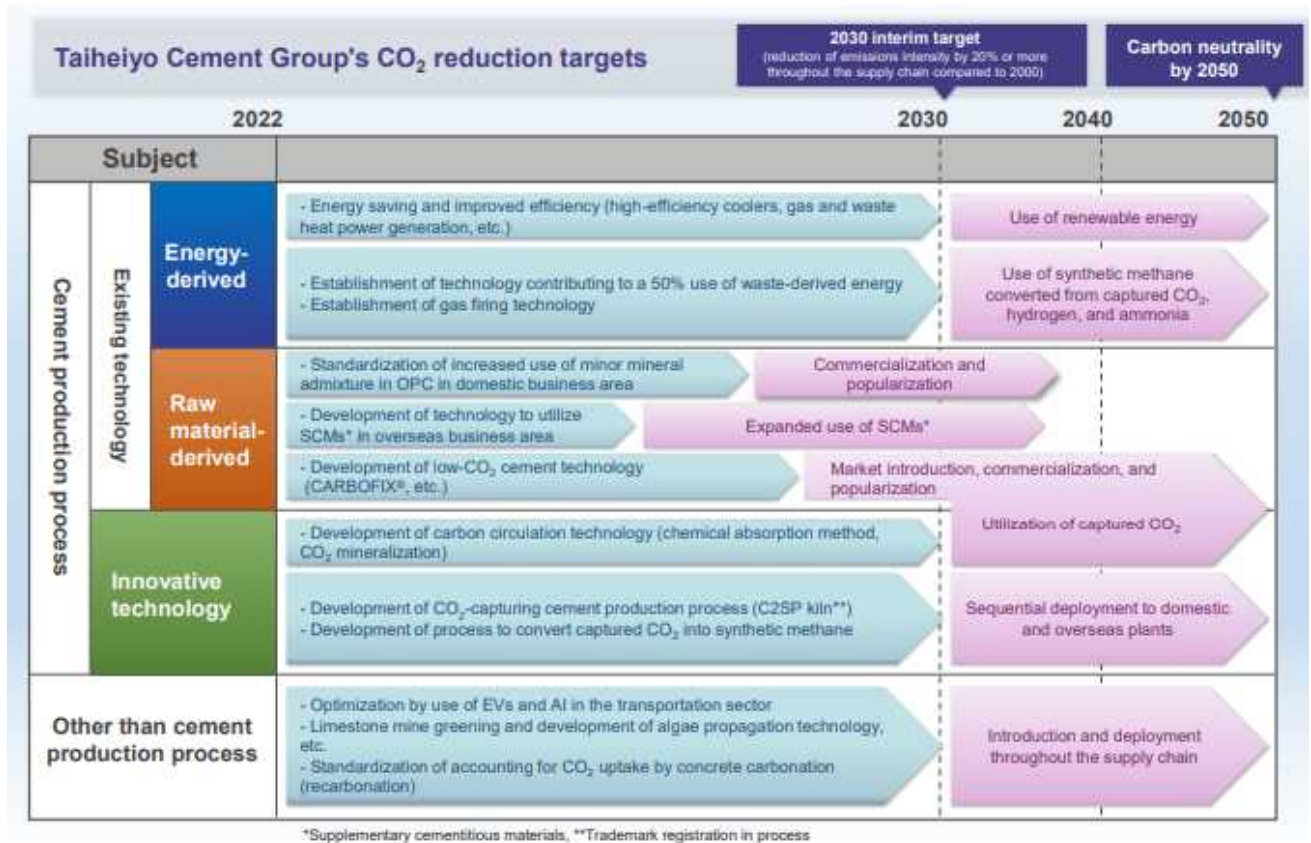 Taiheiyo Cement Group's CO₂ reduction targets
2030 interim target
(reduction of emissions intensity by 20% or more
throughout the supply chain compared to 2000)
Carbon neutrality
by 2050
2022
2030
2040
2050
Subject
Cement production process
Existing technology
Energy-
derived
- Energy saving and improved efficiency (high-efficiency coolers, gas and waste
heat power generation, etc.)
Use of renewable energy
- Establishment of technology contributing to a 50% use of waste-derived energy
- Establishment of gas firing technology
Use of synthetic methane
converted from captured CO₂,
hydrogen, and ammonia
Raw
material-
derived
- Standardization of increased use of minor mineral
admixture in OPC in domestic business area
Commercialization and
popularization
- Development of technology to utilize
SCMs* in overseas business area
Expanded use of SCMs*
- Development of low-CO₂ cement technology
(CARBOFIX®, etc.)
Market introduction, commercialization, and
popularization
Innovative
technology
- Development of carbon circulation technology (chemical absorption method,
CO₂ mineralization)
Utilization of captured CO₂
- Development of CO₂-capturing cement production process (C2SP kiln**)
- Development of process to convert captured CO₂ into synthetic methane
Sequential deployment to domestic
and overseas plants
Other than cement
production process
- Optimization by use of EVs and AI in the transportation sector
- Limestone mine greening and development of algae propagation technology,
etc.
- Standardization of accounting for CO₂ uptake by concrete carbonation
(recarbonation)
Introduction and deployment
throughout the supply chain
*Supplementary cementitious materials, **Trademark registration in process